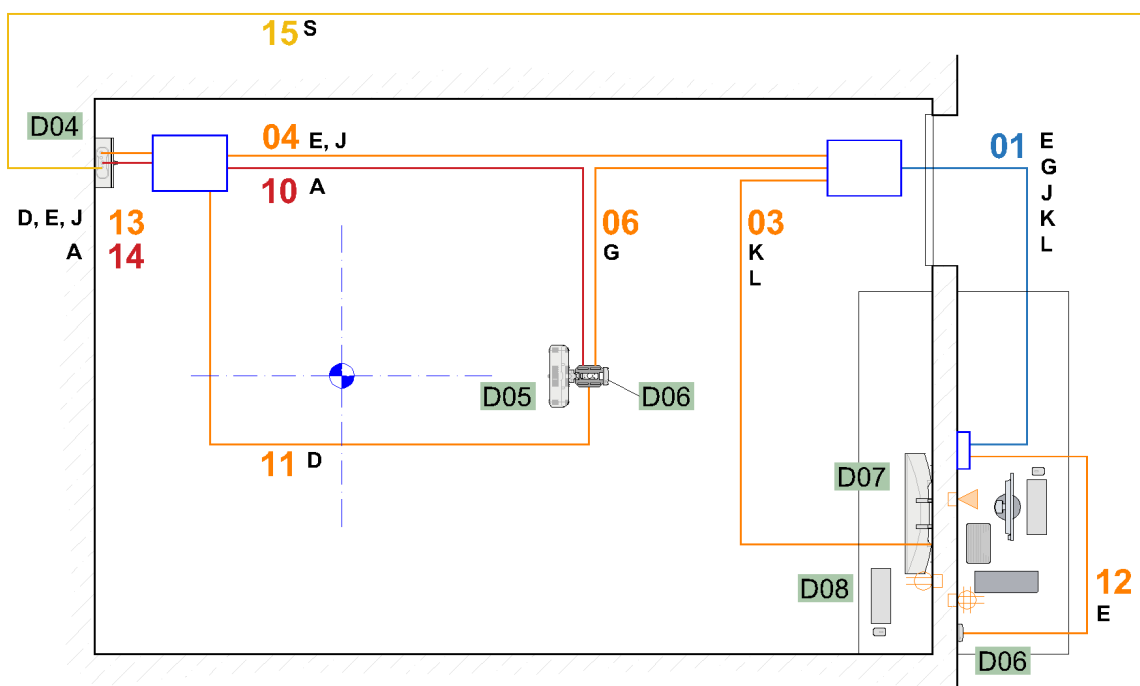 15 S
D04
04 E, J
01 E
G
J
K
L
10 A
D, E, J 13
A 14
06
G
03
K
L
D05
D06
11 D
D07
D08
12
E
D06